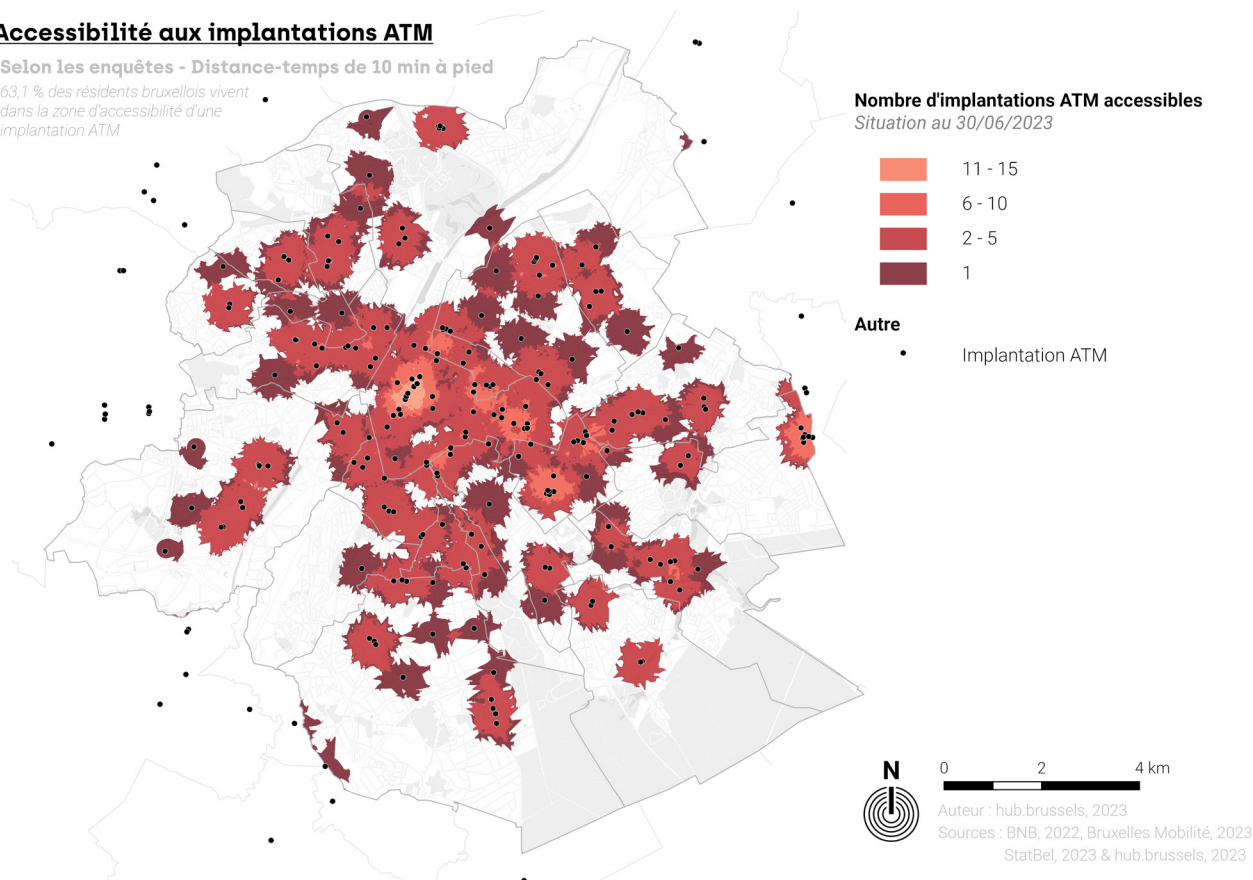 Accessibilité aux implantations ATM
Selon les enquêtes - Distance-temps de 10 min à pied
63,1 % des résidents bruxellois vivent
dans la zone d'accessibilité d'une
implantation ATM
Nombre d'implantations ATM accessibles
Situation au 30/06/2023
11 - 15
6 - 10
2 - 5
1
Autre
Implantation ATM
N
0 2 4 km
Auteur : hub.brussels, 2023
Sources : BNB, 2022, Bruxelles Mobilité, 2023
StatBel, 2023 & hub.brussels, 2023